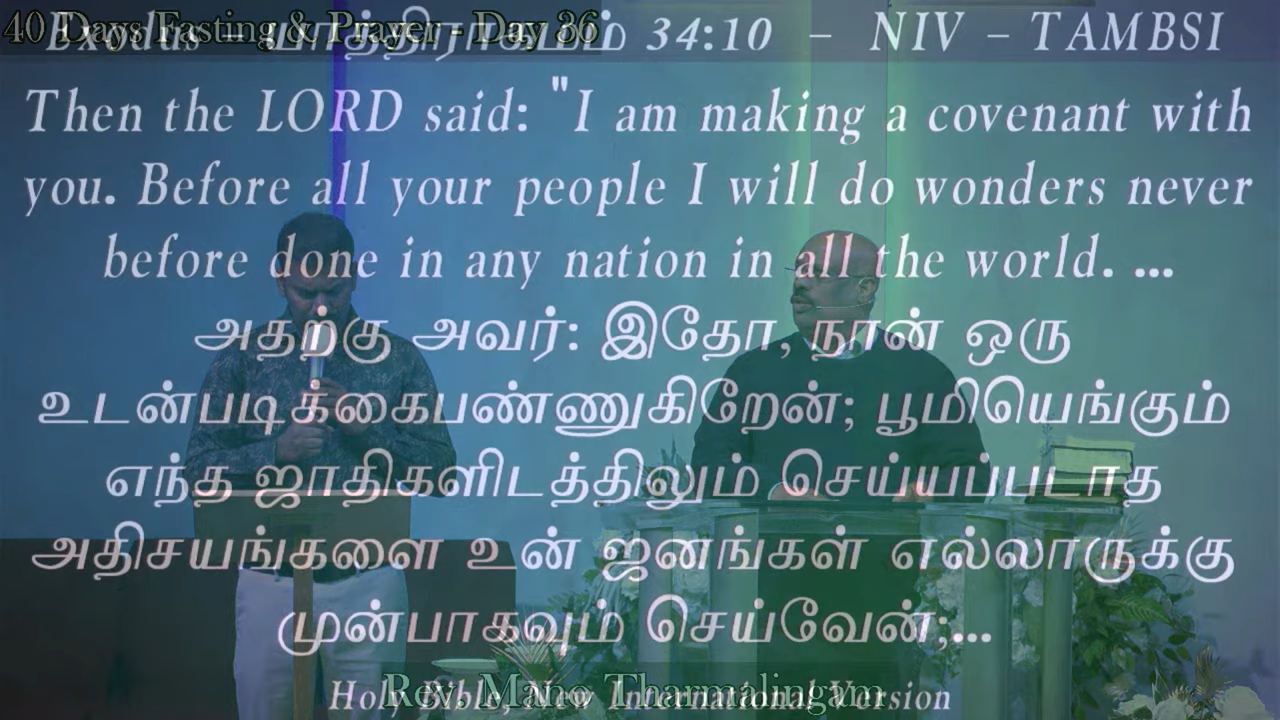 40 Days Fasting & Prayer - Day 36
Exodus - யாத்திராகமம் 34:10 - NIV - TAMBSI
Then the LORD said: "I am making a covenant with
you. Before all your people I will do wonders never
before done in any nation in all the world. ...
அதற்கு அவர்: இதோ, நான் ஒரு
உடன்படிக்கைபண்ணுகிறேன்; பூமியெங்கும்
எந்த ஜாதிகளிடத்திலும் செய்யப்படாத
அதிசயங்களை உன் ஜனங்கள் எல்லாருக்கு
முன்பாகவும் செய்வேன்;...
Holy Bible, New International Version
Rev. Mano Tharmalingam